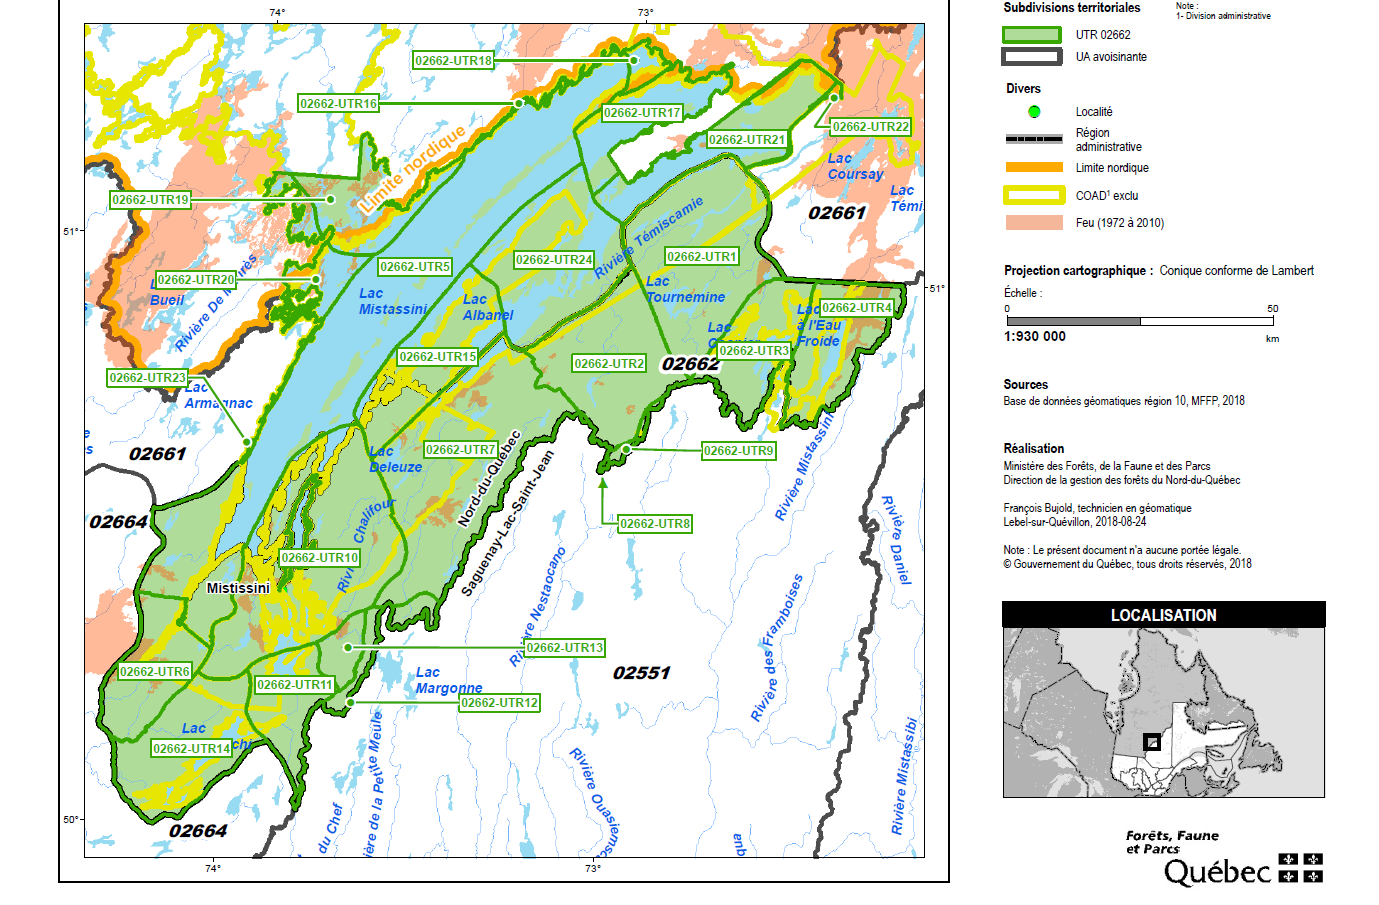 74°
73°
51°
50°
51°
74°
73°
02662-UTR18
02662-UTR16
02662-UTR17
02662-UTR21
02662-UTR22
Limite nordique
Lac
Coursay
Lac
02662-UTR19
02661
Rivière Témiscamie
02662-UTR5
02662-UTR24
02662-UTR1
02662-UTR20
Bueil
Lac
Mistassini
Lac
Albanel
Lac
Tournemine
Lac
à l'Eau
Froide
02662-UTR4
Lac
02662-UTR3
02662-UTR15
02662-UTR2
02662
02662-UTR23
Lac
02661
Lac
Deleuze
02662-UTR7
02662-UTR9
Nord-du-Québec
Saguenay-Lac-Saint-Jean
02664
02662-UTR8
Rivière Mistassini
Rivière Daniel
Chalifour
02662-UTR10
Mistissini
Rivière Nestaocano
Rivière des Framboises
02662-UTR13
02662-UTR6
02662-UTR11
Lac
Margonne
02551
02662-UTR12
Lac
02662-UTR14
de la Petite Meule
Rivière Mistassibi
02664
du Chef
Subdivisions territoriales
Note :
1- Division administrative
UTR 02662
UA avoisinante
Divers
Localité
Région
administrative
Limite nordique
COAD¹ exclu
Feu (1972 à 2010)
Projection cartographique : Conique conforme de Lambert
Échelle :
0 50
1:930 000 km
Sources
Base de données géomatiques région 10, MFFP, 2018
Réalisation
Ministère des Forêts, de la Faune et des Parcs
Direction de la gestion des forêts du Nord-du-Québec
François Bujold, technicien en géomatique
Lebel-sur-Quévillon, 2018-08-24
Note : Le présent document n'a aucune portée légale.
© Gouvernement du Québec, tous droits réservés, 2018
LOCALISATION
Forêts, Faune
et Parcs
Québec